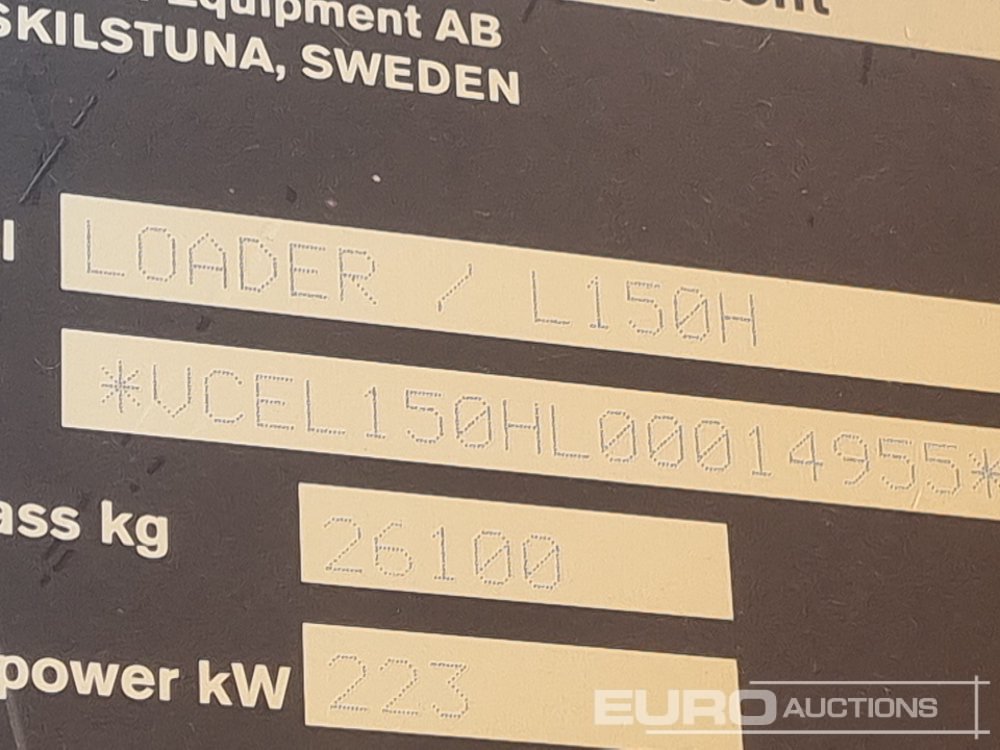 Equipment AB
SKILSTUNA, SWEDEN
LOADER / L150H
*VCEL150HL00014955*
ass kg
26100
power kW
223
EURO AUCTIONS